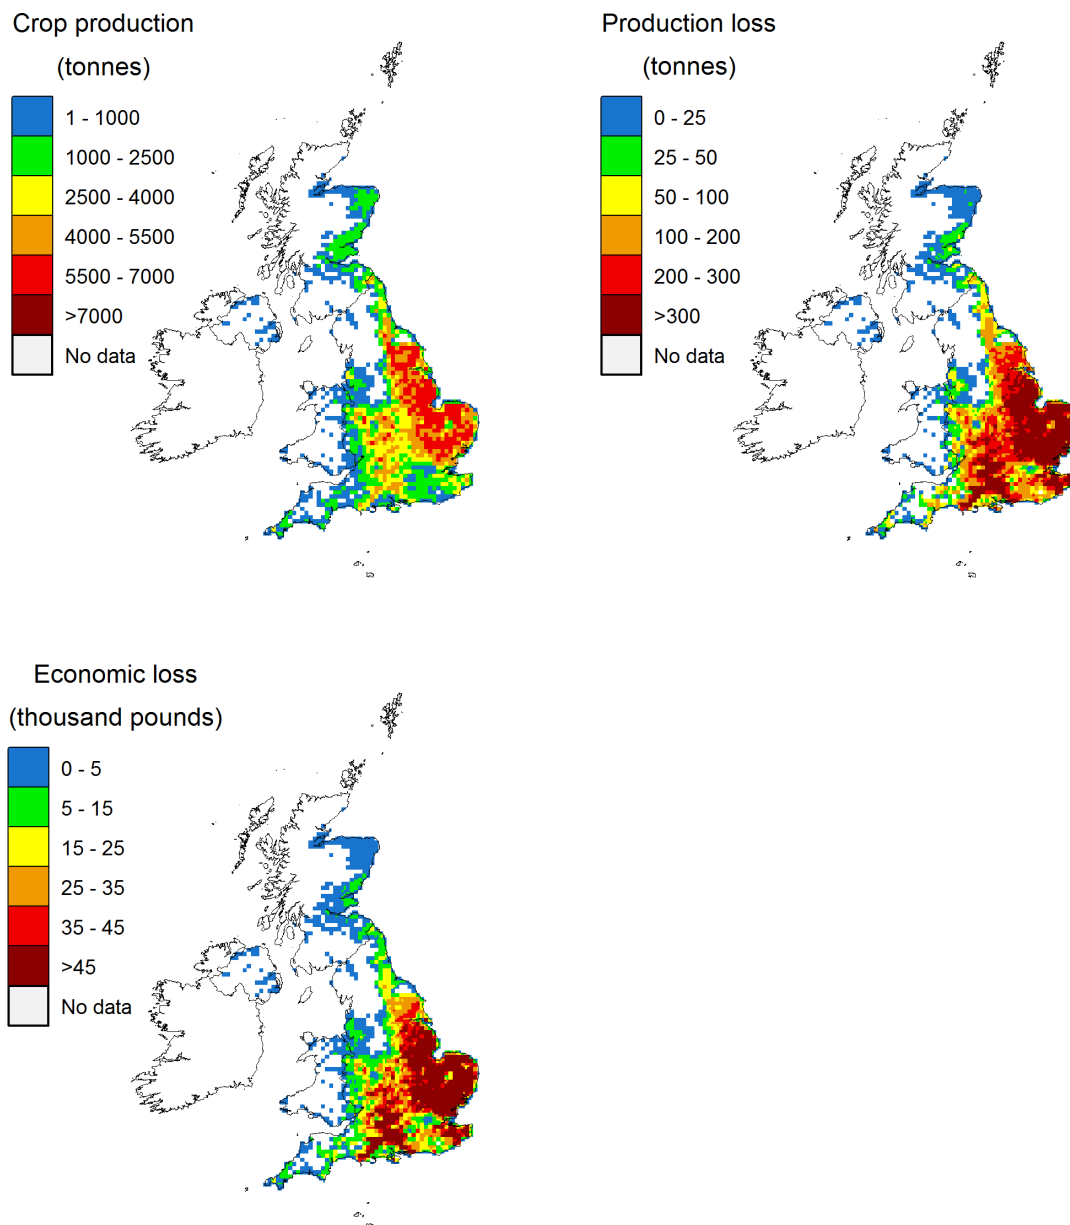 Crop production
(tonnes)
1 - 1000
1000 - 2500
2500 - 4000
4000 - 5500
5500 - 7000
>7000
No data
Production loss
(tonnes)
0 - 25
25 - 50
50 - 100
100 - 200
200 - 300
>300
No data
Economic loss
(thousand pounds)
0 - 5
5 - 15
15 - 25
25 - 35
35 - 45
>45
No data